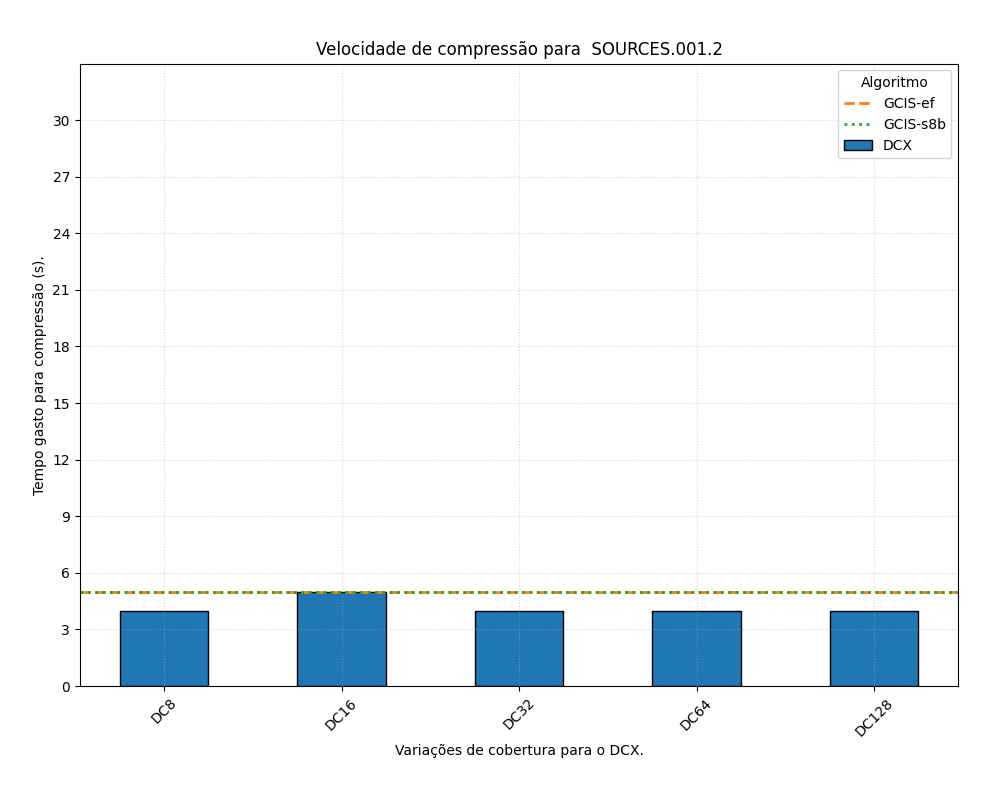 Velocidade de compressão para  SOURCES.001.2
Algoritmo
GCIS-ef
GCIS-s8b
DCX
Tempo gasto para compressão (s).
30
27
24
21
18
15
12
9
6
3
0
DC8
DC16
DC32
DC64
DC128
Variações de cobertura para o DCX.